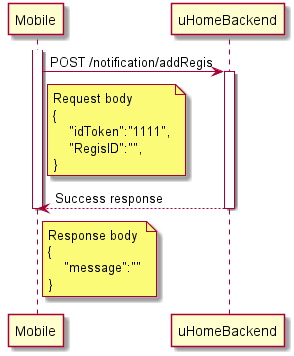 Mobile
uHomeBackend
POST /notification/addRegis
Request body
{
"idToken":"1111",
"RegisID":"",
}
Success response
Response body
{
"message":""
}
Mobile
uHomeBackend